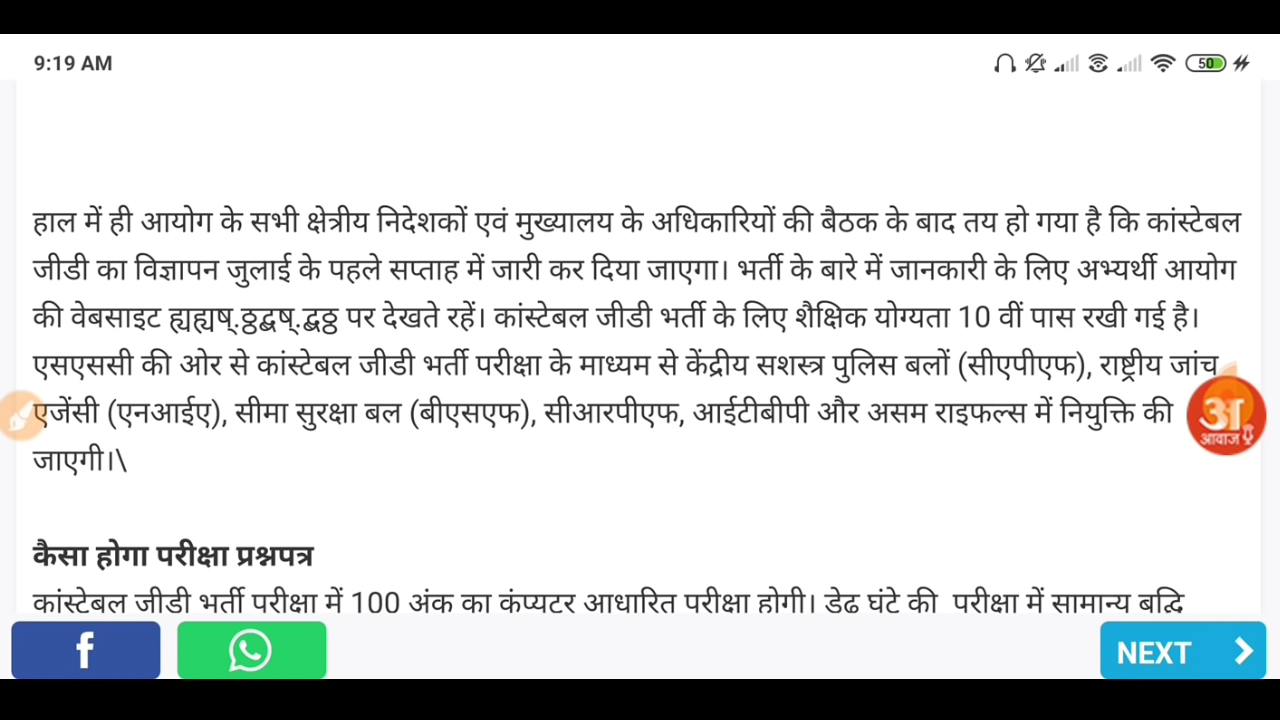 9:19 AM
50
हाल में ही आयोग के सभी क्षेत्रीय निदेशकों एवं मुख्यालय के अधिकारियों की बैठक के बाद तय हो गया है कि कांस्टेबल
जीडी का विज्ञापन जुलाई के पहले सप्ताह में जारी कर दिया जाएगा। भर्ती के बारे में जानकारी के लिए अभ्यर्थी आयोग
की वेबसाइट ह्यह्यष्.ठ्ठद्बष्.द्बठ्ठ पर देखते रहें। कांस्टेबल जीडी भर्ती के लिए शैक्षिक योग्यता 10 वीं पास रखी गई है।
एसएससी की ओर से कांस्टेबल जीडी भर्ती परीक्षा के माध्यम से केंद्रीय सशस्त्र पुलिस बलों (सीएपीएफ), राष्ट्रीय जांच
एजेंसी (एनआईए), सीमा सुरक्षा बल (बीएसएफ), सीआरपीएफ, आईटीबीपी और असम राइफल्स में नियुक्ति की
अ
आवाज
जाएगी।\
कैसा होगा परीक्षा प्रश्नपत्र
कांस्टेबल जीडी भर्ती परीक्षा में 100 अंक का कंप्यूटर आधारित परीक्षा होगी। डेढ़ घंटे की परीक्षा में सामान्य बुद्धि
f
NEXT